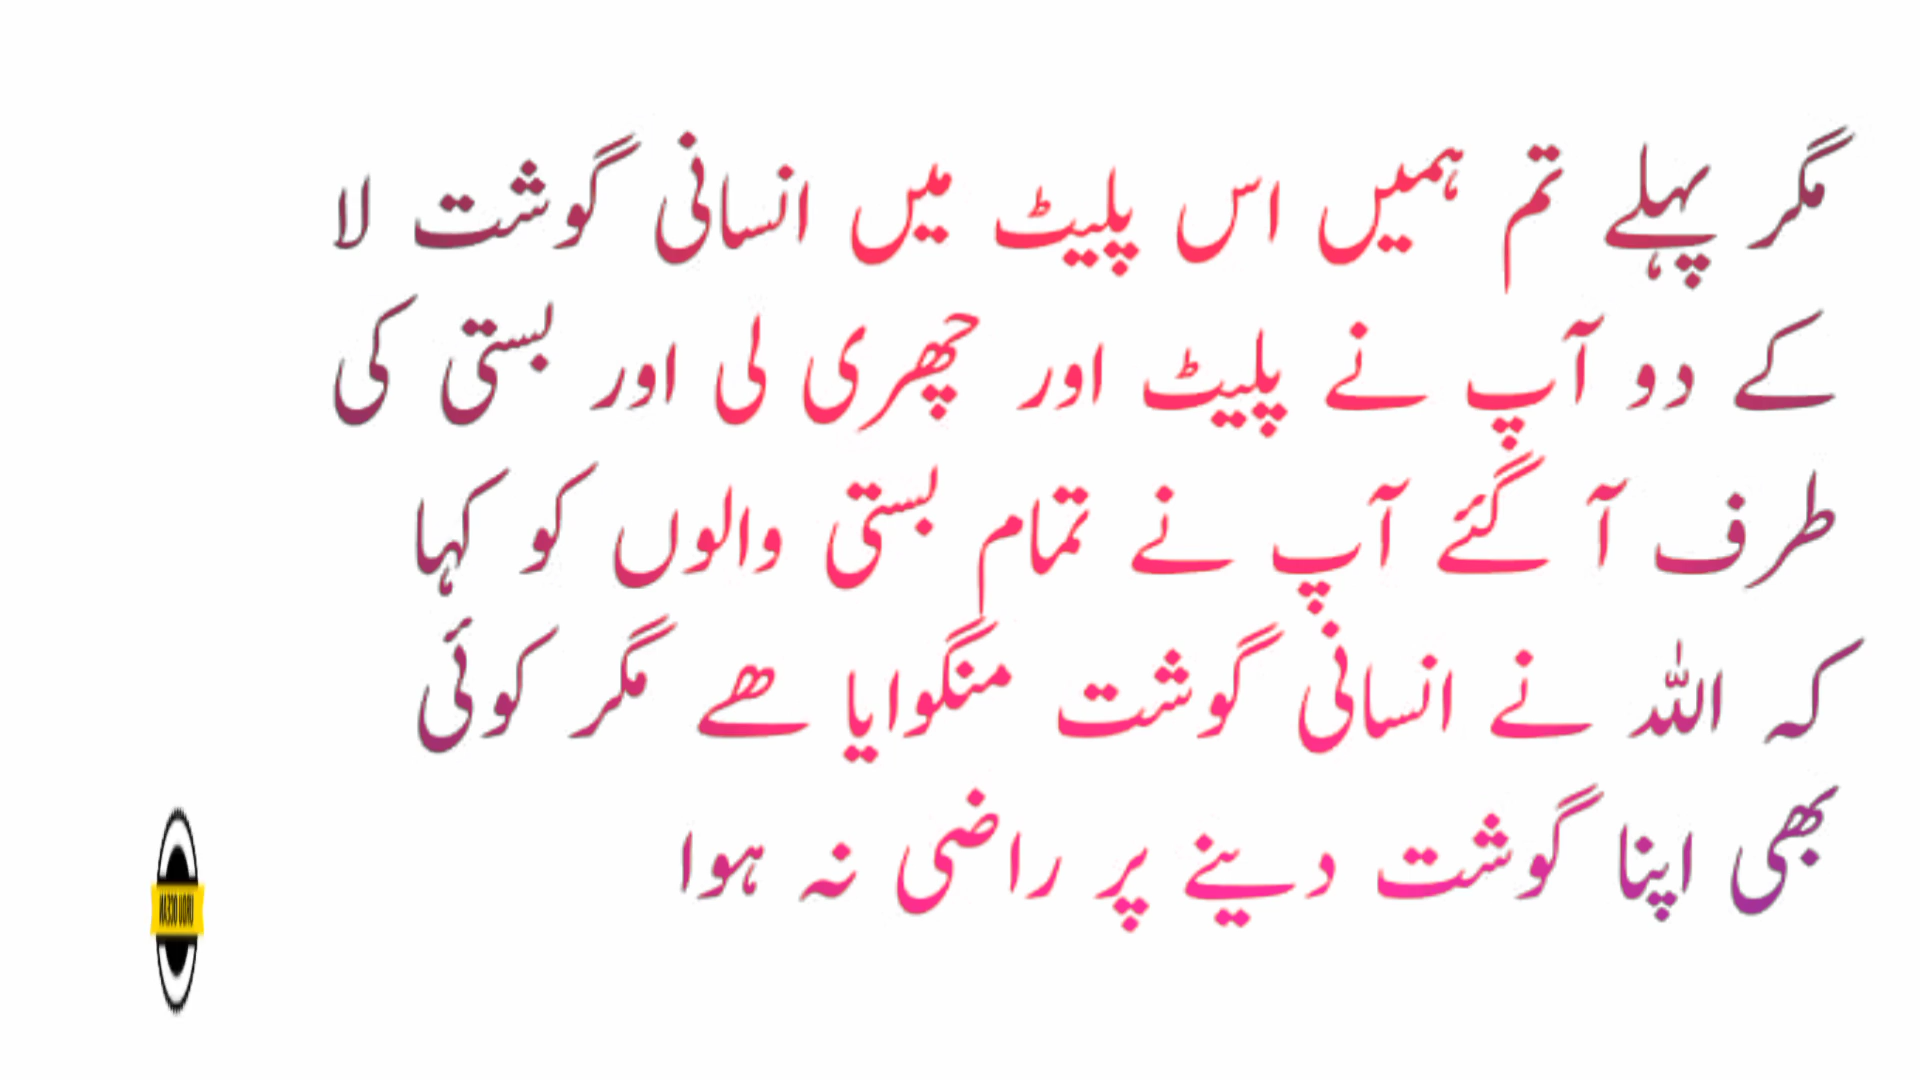 مگر پہلے تم ہمیں اس پلیٹ میں انسانی گوشت لا
کے دو آپ نے پلیٹ اور چھری لی اور بستی کی
طرف آ گئے آپ نے تمام بستی والوں کو کہا
کہ اللہ نے انسانی گوشت منگوایا ھے مگر کوئی
بھی اپنا گوشت دینے پر راضی نہ ہوا
URDU OCEAN